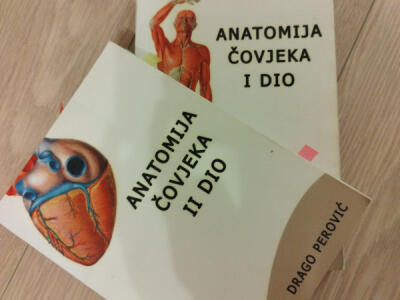 ANATOMIJA
ČOVJEKA
I DIO
ANATOMIJA
ČOVJEKA
II DIO
DRAGO PEROVIĆ